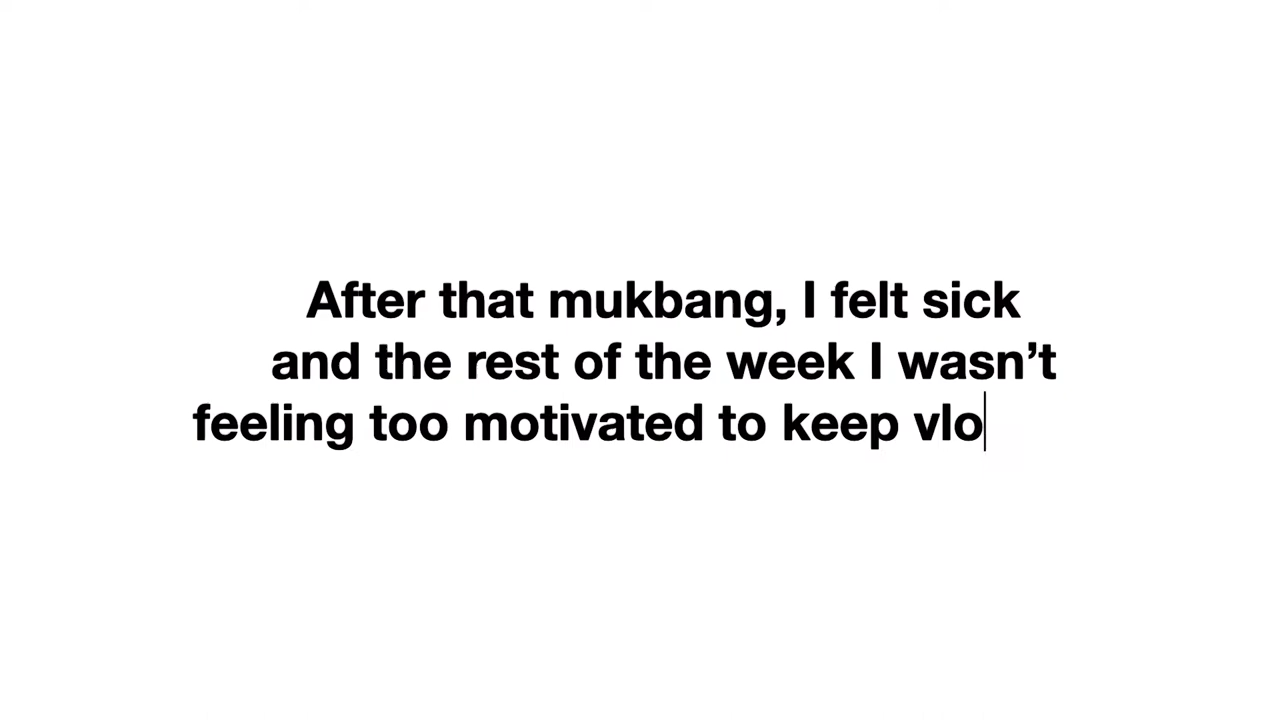 After that mukbang, I felt sick
and the rest of the week I wasn’t
feeling too motivated to keep vlo